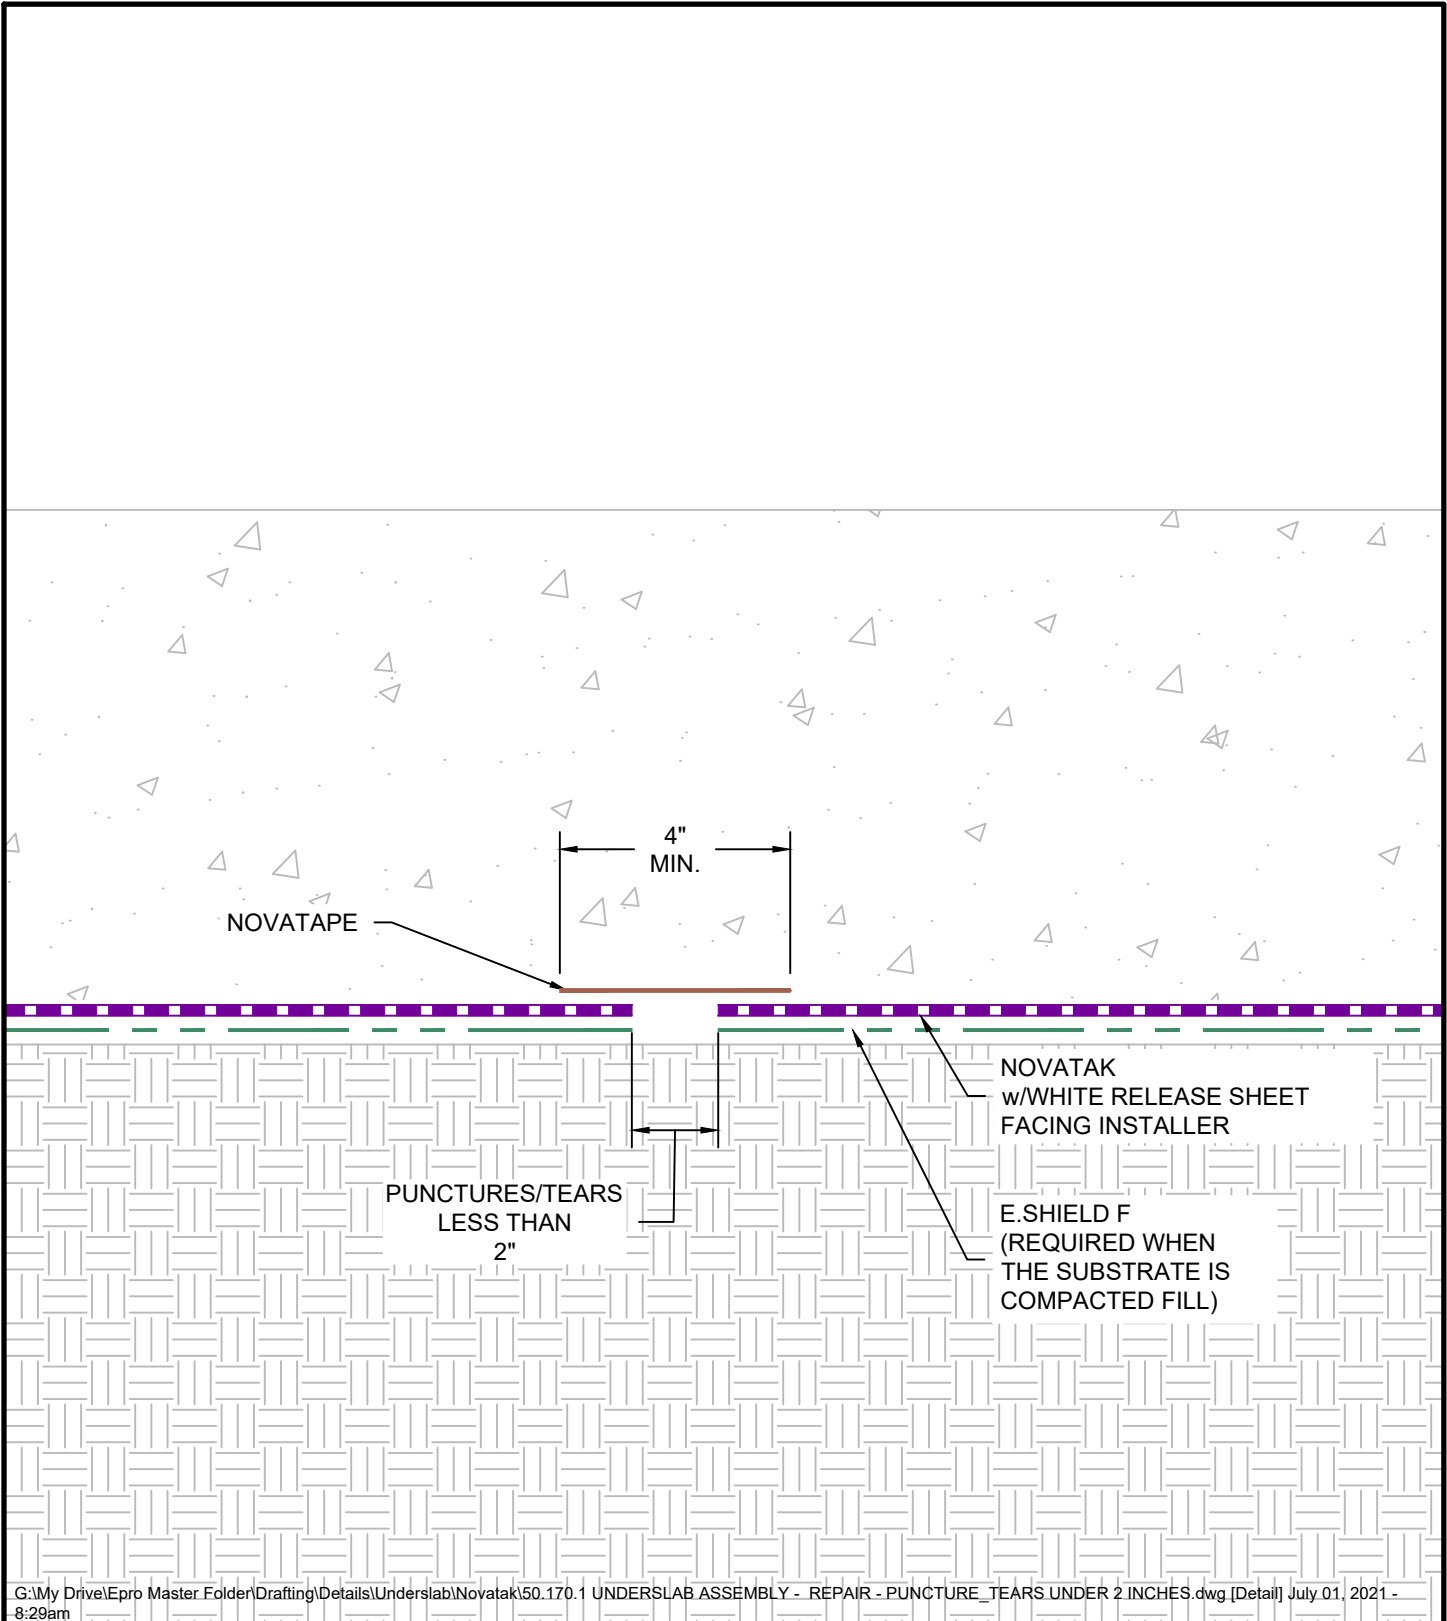 4"
MIN.
NOVATAPE
NOVATAK
w/WHITE RELEASE SHEET
FACING INSTALLER
PUNCTURES/TEARS
LESS THAN
2"
E.SHIELD F
(REQUIRED WHEN
THE SUBSTRATE IS
COMPACTED FILL)
G:\My Drive\Epro Master Folder\Drafting\Details\Underslab\Novatak\50.170.1 UNDERSLAB ASSEMBLY -  REPAIR - PUNCTURE_TEARS UNDER 2 INCHES.dwg [Detail] July 01, 2021 -
8:29am